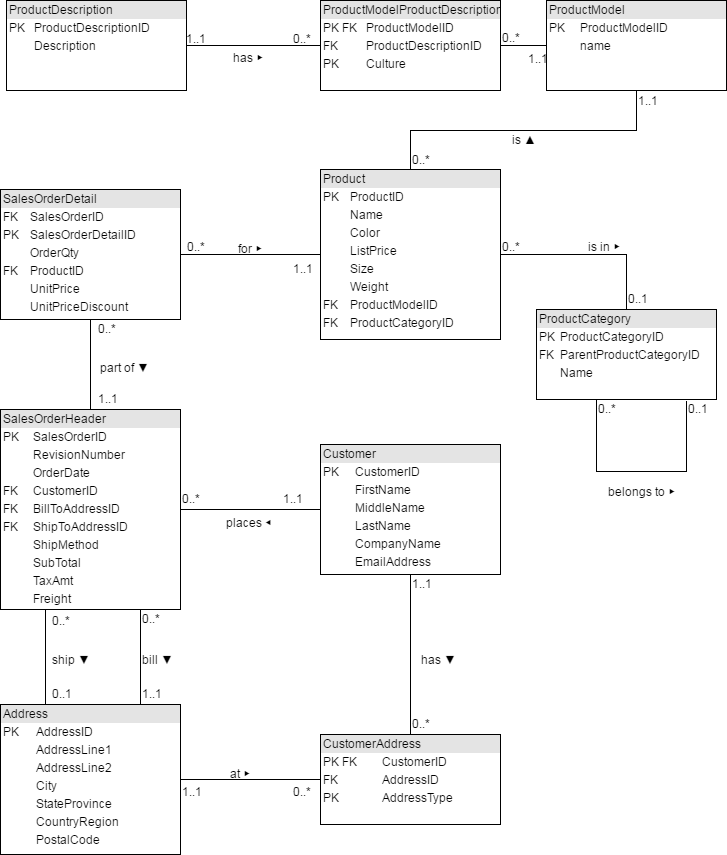 ProductDescription
PK ProductDescriptionID
Description
1..1
0..*
has ▸
ProductModelProductDescription
PK FK ProductModelID
FK ProductDescriptionID
PK Culture
0..*
1..1
ProductModel
PK ProductModelID
name
1..1
is ▲
0..*
Product
PK ProductID
Name
Color
ListPrice
Size
Weight
FK ProductModelID
FK ProductCategoryID
SalesOrderDetail
FK SalesOrderID
PK SalesOrderDetailID
OrderQty
FK ProductID
UnitPrice
UnitPriceDiscount
0..*
for ▸
1..1
0..*
is in ▸
0..1
ProductCategory
PK ProductCategoryID
FK ParentProductCategoryID
Name
0..*
0..1
belongs to ▸
0..*
part of ▼
1..1
SalesOrderHeader
PK SalesOrderID
RevisionNumber
OrderDate
FK CustomerID
FK BillToAddressID
FK ShipToAddressID
ShipMethod
SubTotal
TaxAmt
Freight
0..*
1..1
places ◂
Customer
PK CustomerID
FirstName
MiddleName
LastName
CompanyName
EmailAddress
1..1
has ▼
0..*
0..*
0..*
ship ▼
bill ▼
0..1
1..1
Address
PK AddressID
AddressLine1
AddressLine2
City
StateProvince
CountryRegion
PostalCode
at ▸
1..1
0..*
CustomerAddress
PK FK CustomerID
FK AddressID
PK AddressType